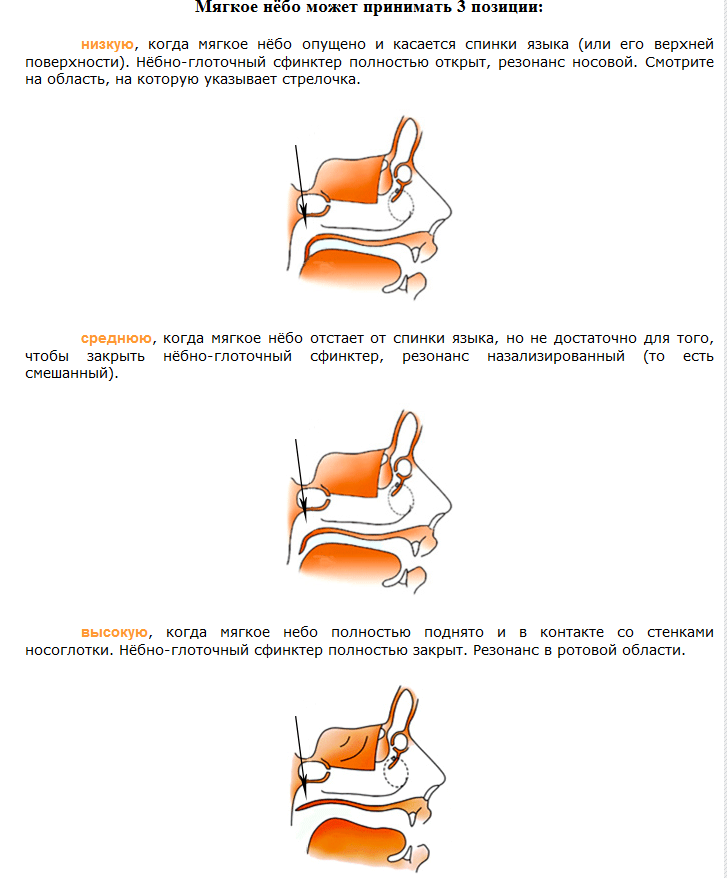 Мягкое нёбо может принимать 3 позиции:
низкую, когда мягкое нёбо опущено и касается спинки языка (или его верхней
поверхности). Нёбно-глоточный сфинктер полностью открыт, резонанс носовой. Смотрите
на область, на которую указывает стрелочка.
среднюю, когда мягкое нёбо отстает от спинки языка, но не достаточно для того,
чтобы закрыть нёбно-глоточный сфинктер, резонанс назализированный (то есть
смешанный).
высокую, когда мягкое небо полностью поднято и в контакте со стенками
носоглотки. Нёбно-глоточный сфинктер полностью закрыт. Резонанс в ротовой области.